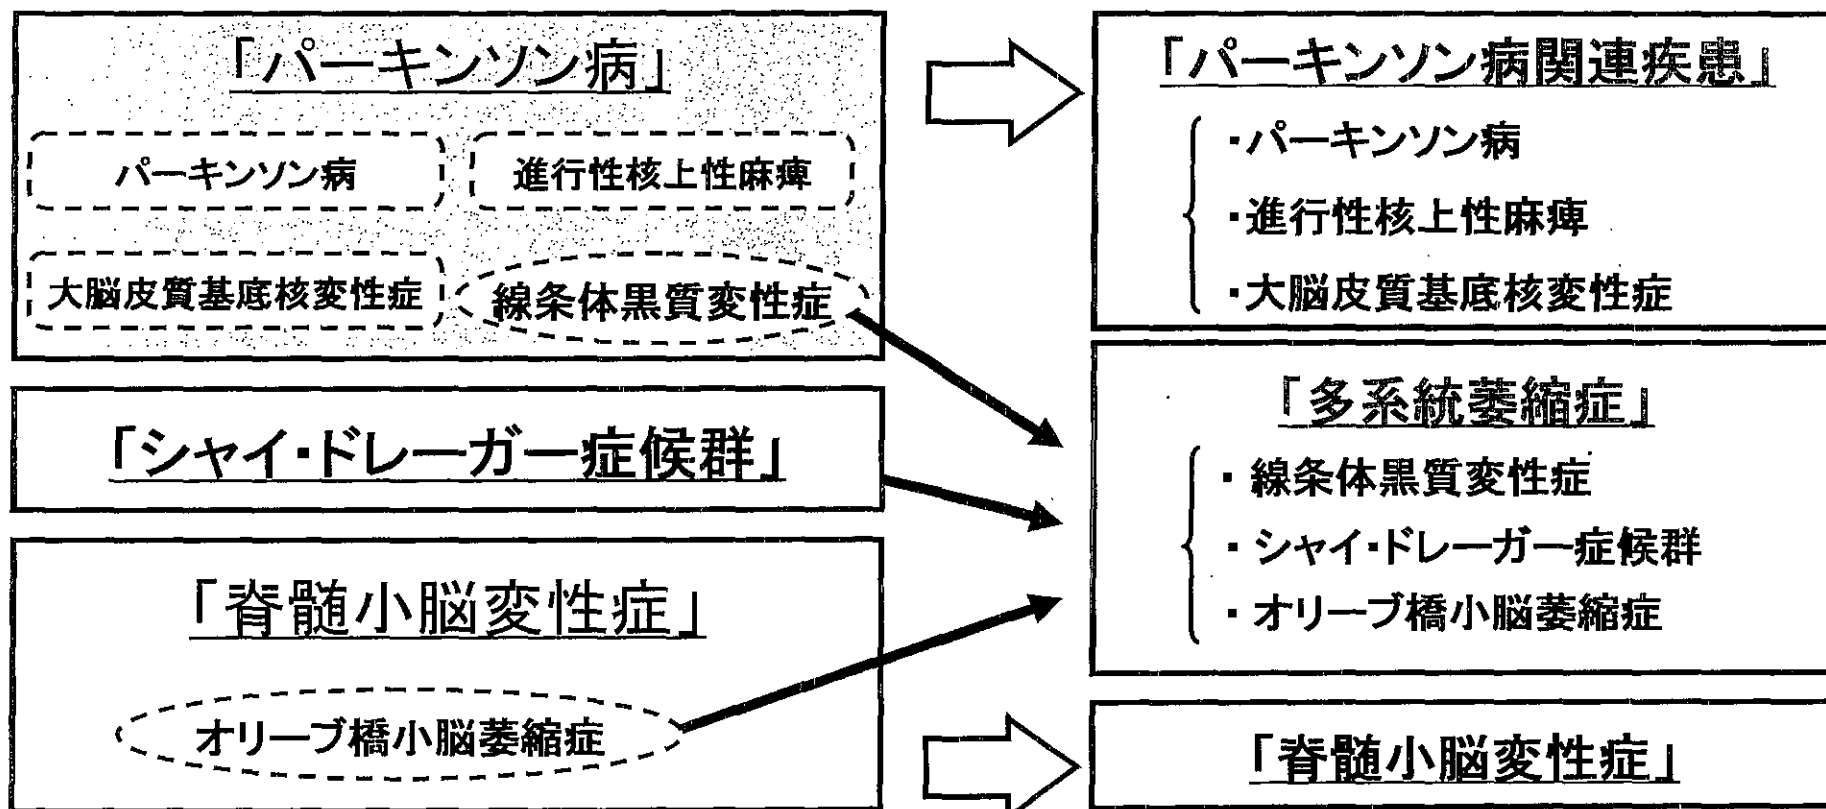 「パーキンソン病」
パーキンソン病
進行性核上性麻痺
大脳皮質基底核変性症
線条体黒質変性症
「シャイ・ドレーガー症候群」
「脊髄小脳変性症」
オリーブ橋小脳萎縮症
「パーキンソン病関連疾患」
・パーキンソン病
・進行性核上性麻痺
・大脳皮質基底核変性症
「多系統萎縮症」
・線条体黒質変性症
・シャイ・ドレーガー症候群
・オリーブ橋小脳萎縮症
「脊髄小脳変性症」